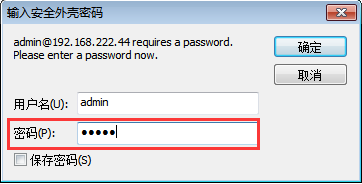 输入安全外壳密码
admin@192.168.222.44 requires a password.
Please enter a password now.
确定
取消
用户名(U): admin
密码(P): ●●●●●
保存密码(S)